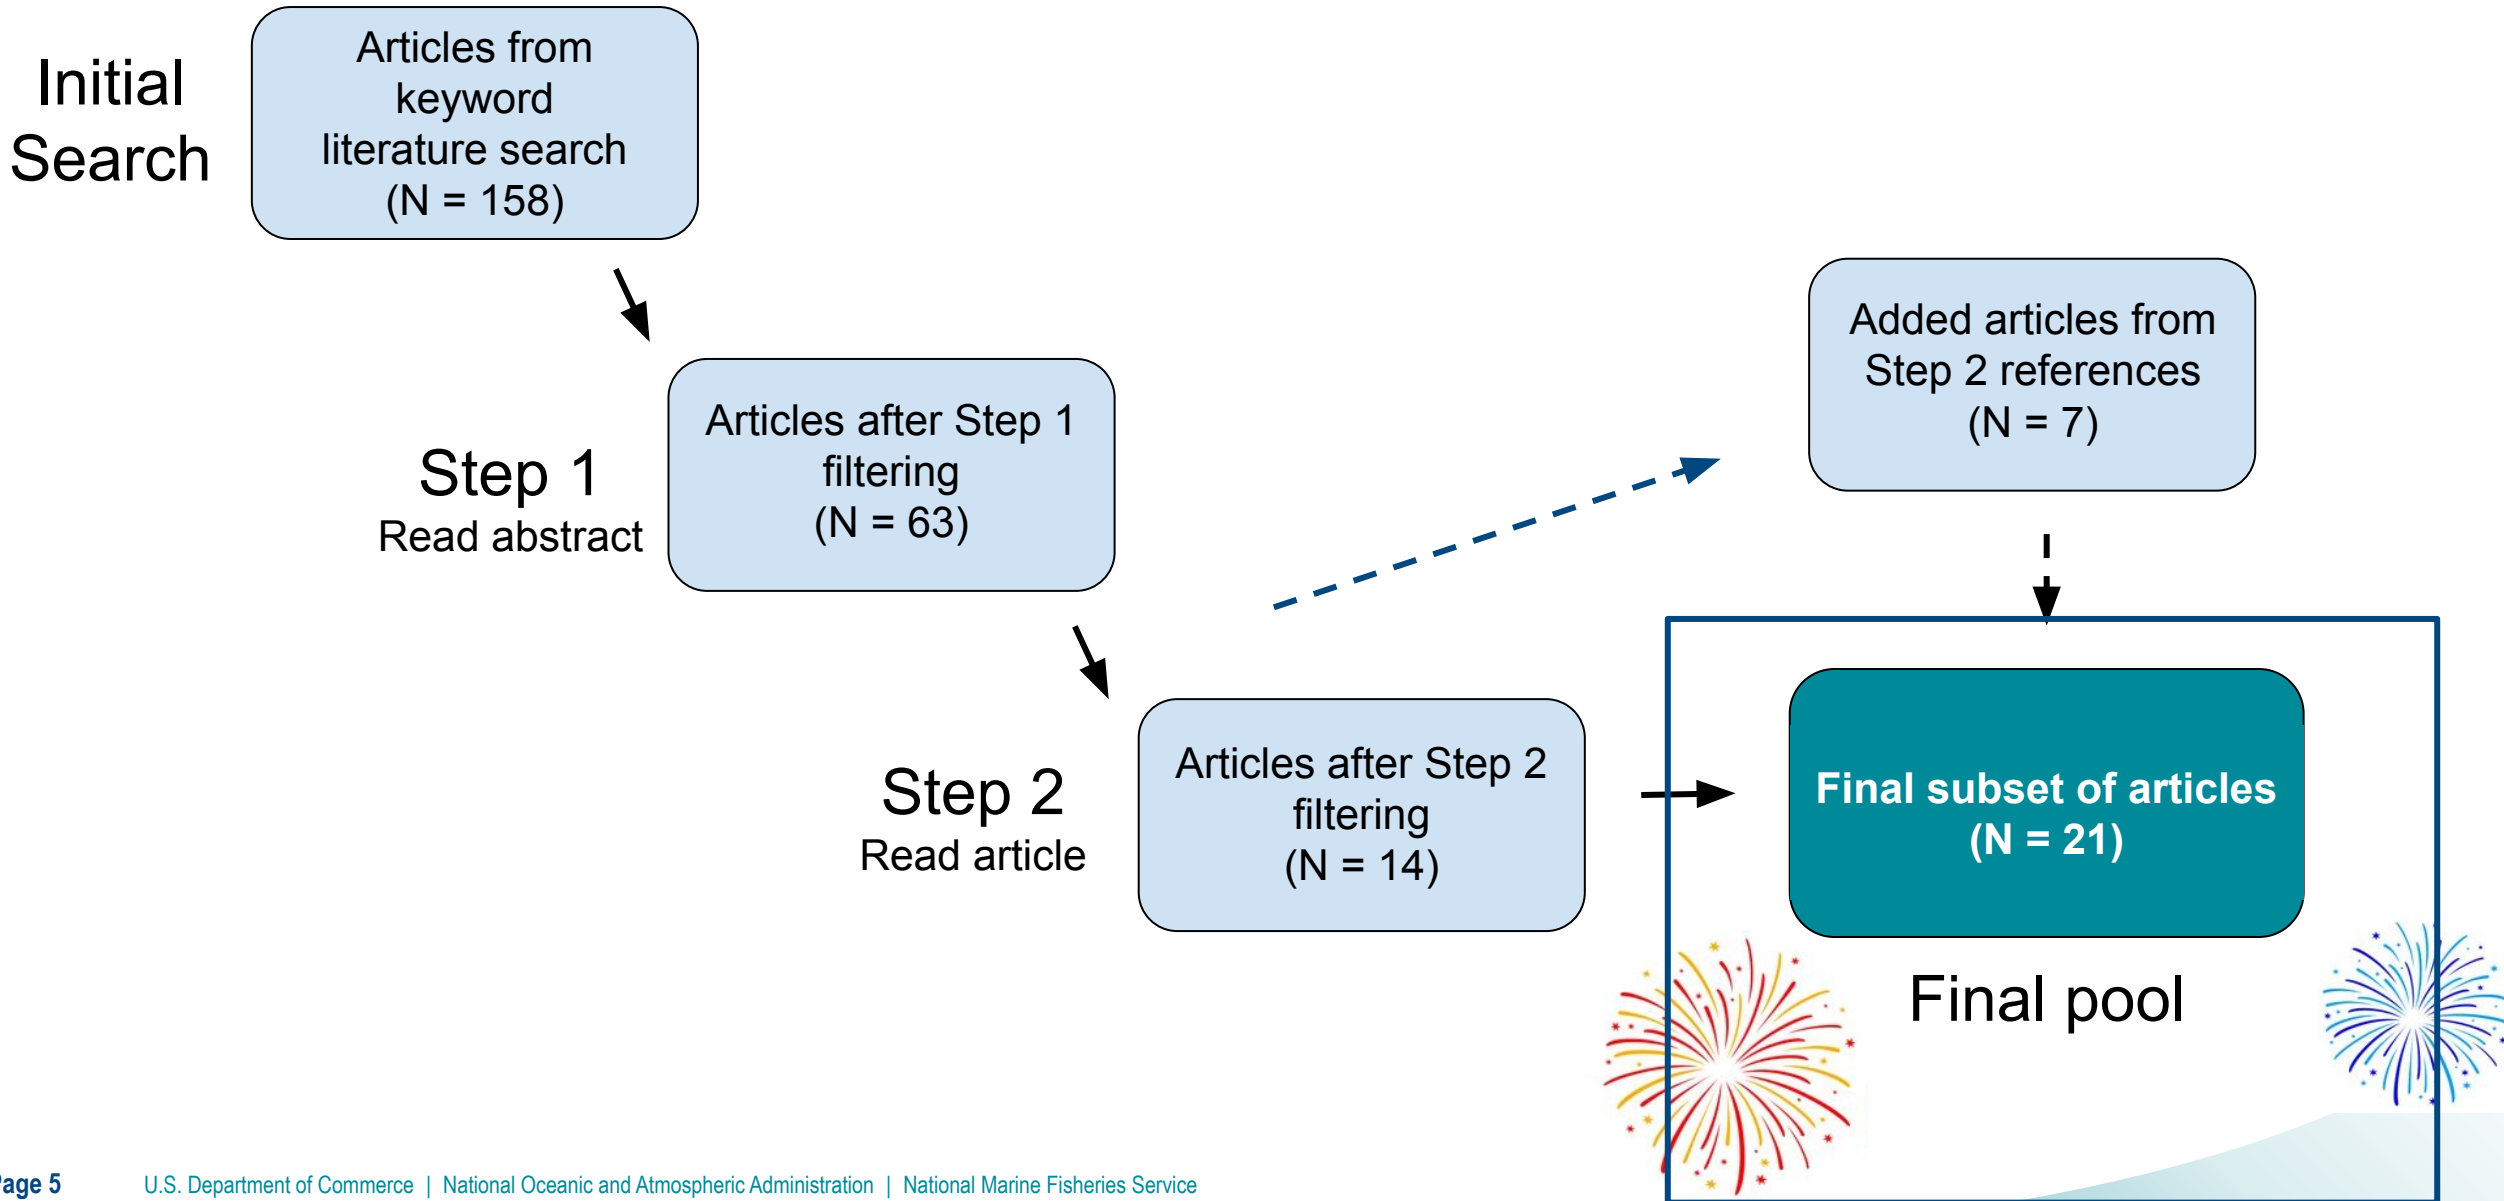 Initial
Search
Articles from
keyword
literature search
(N = 158)
Step 1
Read abstract
Articles after Step 1
filtering
(N = 63)
Added articles from
Step 2 references
(N = 7)
Step 2
Read article
Articles after Step 2
filtering
(N = 14)
Final subset of articles
(N = 21)
Final pool
Page 5
U.S. Department of Commerce | National Oceanic and Atmospheric Administration | National Marine Fisheries Service